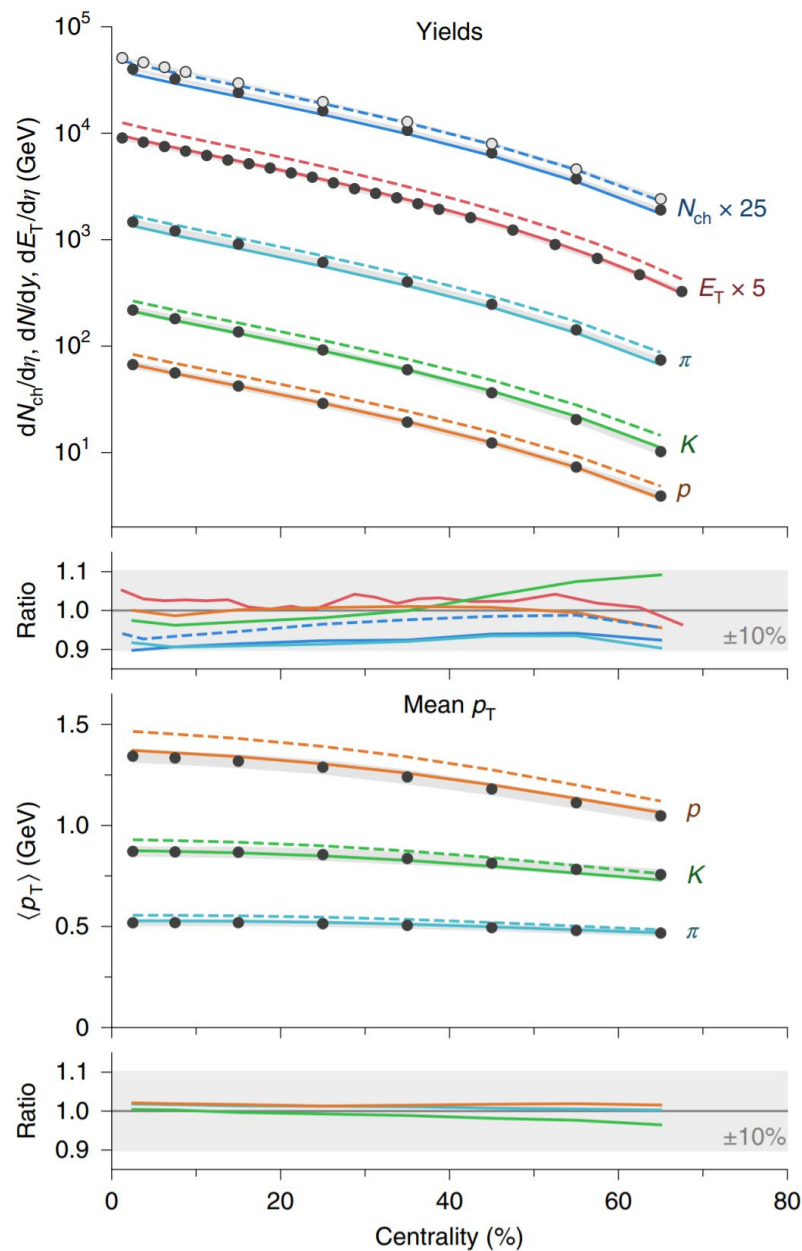 Yields
10^5
10^4
10^3
10^2
10^1
dN_ch/dη, dN/dy, dE_T/dη (GeV)
N_ch × 25
E_T × 5
π
K
p
Ratio
1.1
1.0
0.9
±10%
Mean p_T
1.5
1.0
0.5
0
⟨p_T⟩ (GeV)
p
K
π
Ratio
1.1
1.0
0.9
±10%
0 20 40 60 80
Centrality (%)